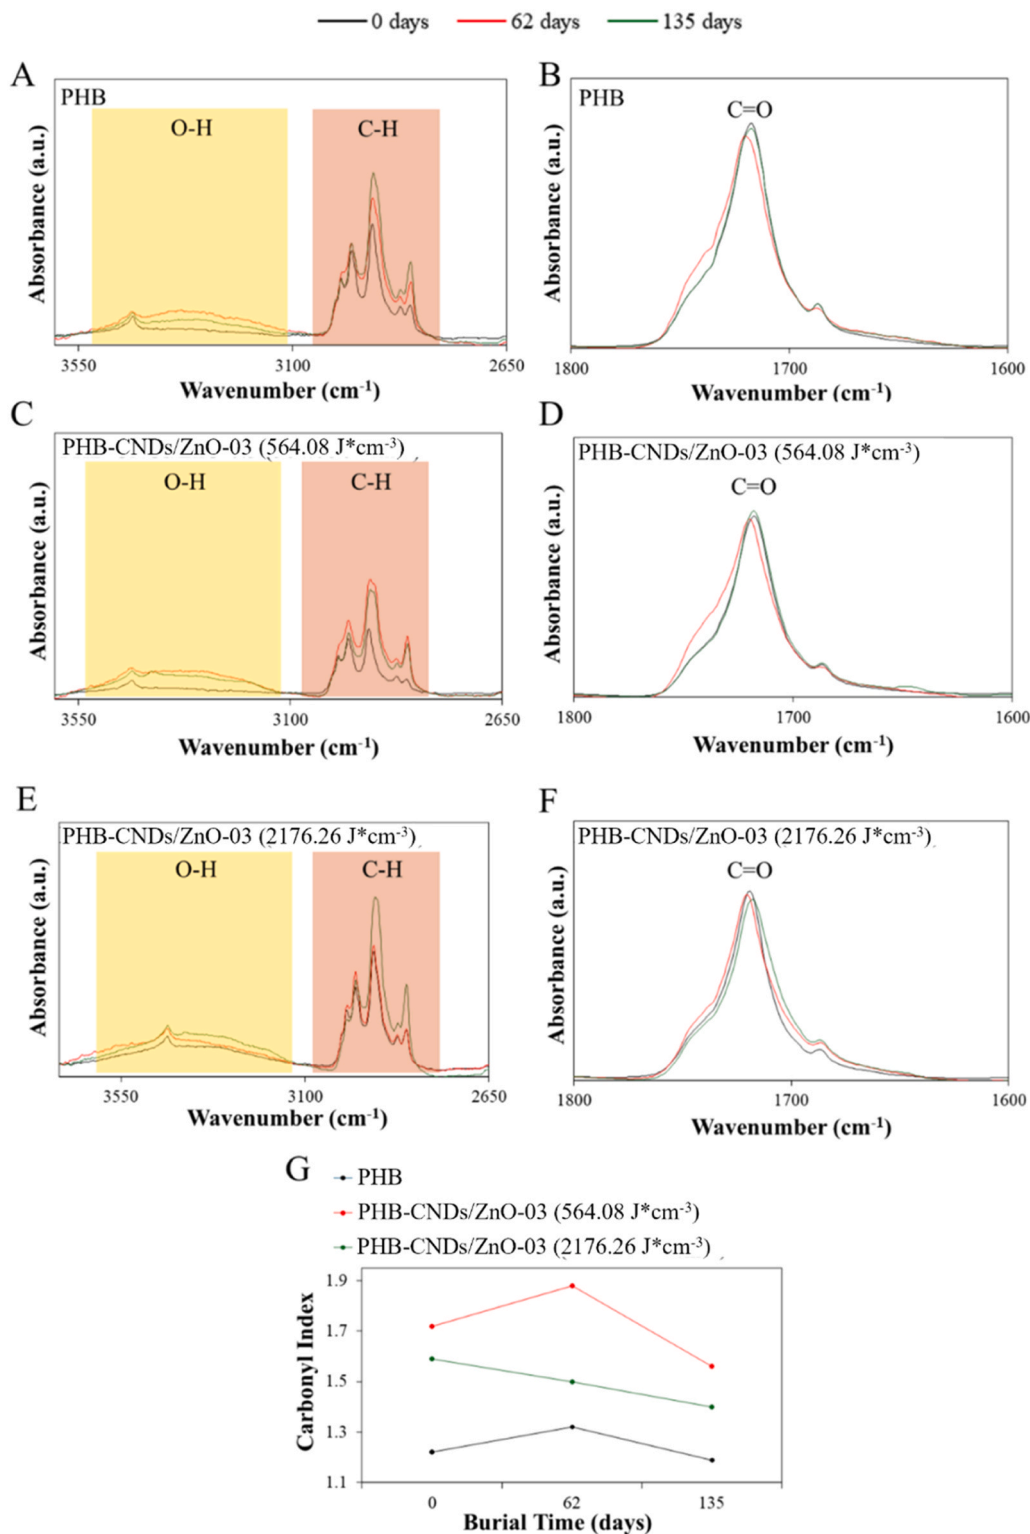 0 days 62 days 135 days
A
PHB
O-H
C-H
Absorbance (a.u.)
3550 3100 2650
Wavenumber (cm⁻¹)
B
PHB
C=O
Absorbance (a.u.)
1800 1700 1600
Wavenumber (cm⁻¹)
C
PHB-CNDs/ZnO-03 (564.08 J*cm⁻³)
O-H
C-H
Absorbance (a.u.)
3550 3100 2650
Wavenumber (cm⁻¹)
D
PHB-CNDs/ZnO-03 (564.08 J*cm⁻³)
C=O
Absorbance (a.u.)
1800 1700 1600
Wavenumber (cm⁻¹)
E
PHB-CNDs/ZnO-03 (2176.26 J*cm⁻³)
O-H
C-H
Absorbance (a.u.)
3550 3100 2650
Wavenumber (cm⁻¹)
F
PHB-CNDs/ZnO-03 (2176.26 J*cm⁻³)
C=O
Absorbance (a.u.)
1800 1700 1600
Wavenumber (cm⁻¹)
G
PHB
PHB-CNDs/ZnO-03 (564.08 J*cm⁻³)
PHB-CNDs/ZnO-03 (2176.26 J*cm⁻³)
Carbonyl Index
1.9
1.7
1.5
1.3
1.1
0 62 135
Burial Time (days)